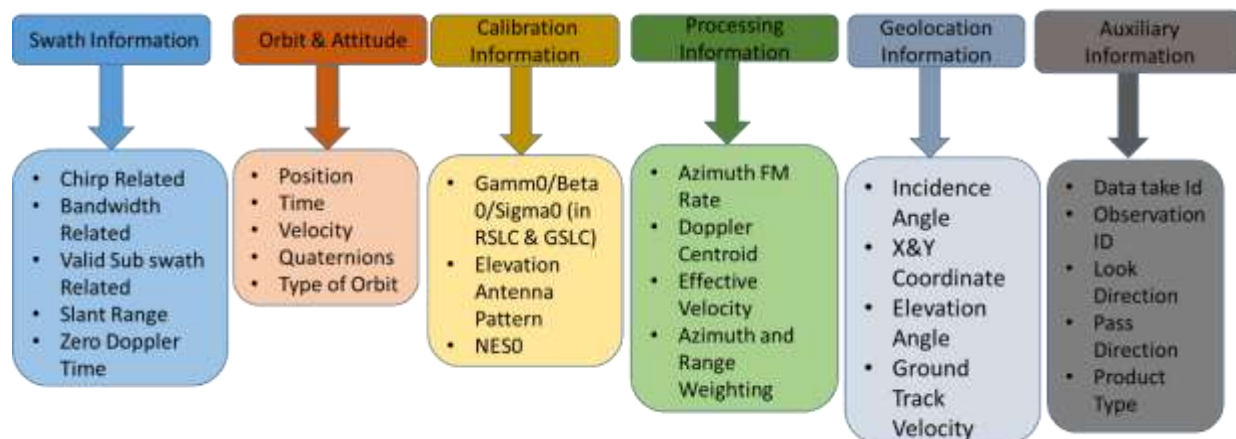 Swath Information
• Chirp Related
• Bandwidth
Related
• Valid Sub swath
Related
• Slant Range
• Zero Doppler
Time
Orbit & Attitude
• Position
• Time
• Velocity
• Quaternions
• Type of Orbit
Calibration
Information
• Gamm0/Beta
0/Sigma0 (in
RSLC & GSLC)
• Elevation
Antenna
Pattern
• NES0
Processing
Information
• Azimuth FM
Rate
• Doppler
Centroid
• Effective
Velocity
• Azimuth and
Range
Weighting
Geolocation
Information
• Incidence
Angle
• X&Y
Coordinate
• Elevation
Angle
• Ground
Track
Velocity
Auxiliary
Information
• Data take Id
• Observation
ID
• Look
Direction
• Pass
Direction
• Product
Type